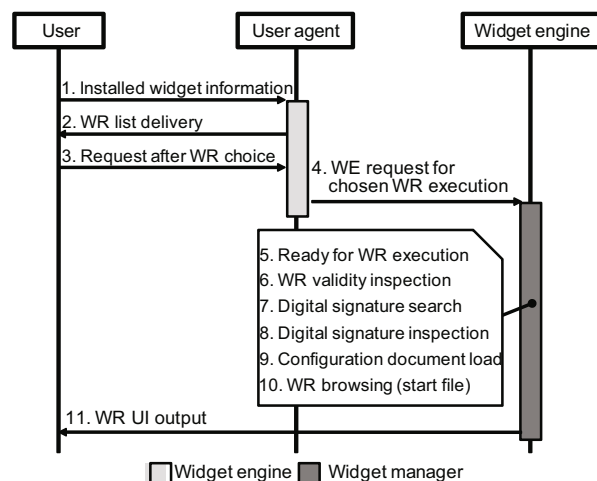 User
User agent
Widget engine
1. Installed widget information
2. WR list delivery
3. Request after WR choice
4. WE request for
chosen WR execution
5. Ready for WR execution
6. WR validity inspection
7. Digital signature search
8. Digital signature inspection
9. Configuration document load
10. WR browsing (start file)
11. WR UI output
Widget engine
Widget manager